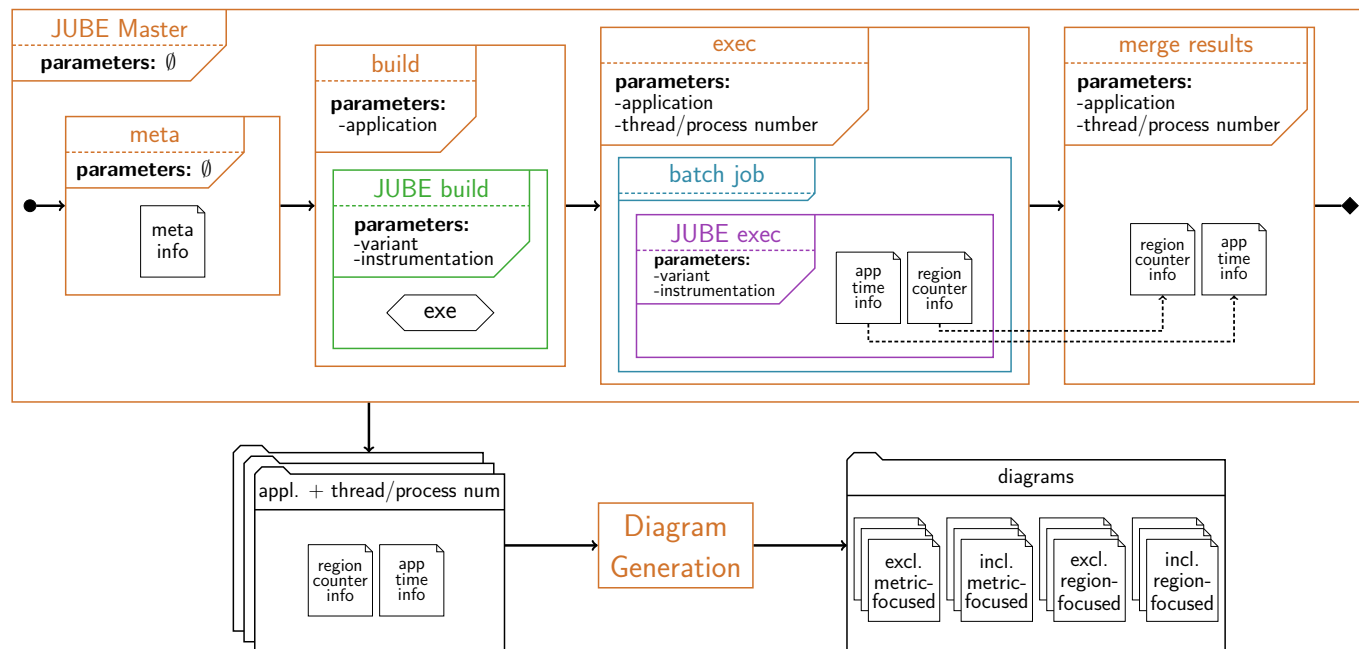 JUBE Master
parameters: ∅
meta
parameters: ∅
meta
info
build
parameters:
-application
JUBE build
parameters:
-variant
-instrumentation
exe
exec
parameters:
-application
-thread/process number
batch job
JUBE exec
parameters:
-variant
-instrumentation
app
time
info
region
counter
info
merge results
parameters:
-application
-thread/process number
region
counter
info
app
time
info
appl. + thread/process num
region
counter
info
app
time
info
Diagram
Generation
diagrams
excl.
metric-
focused
incl.
metric-
focused
excl.
region-
focused
incl.
region-
focused